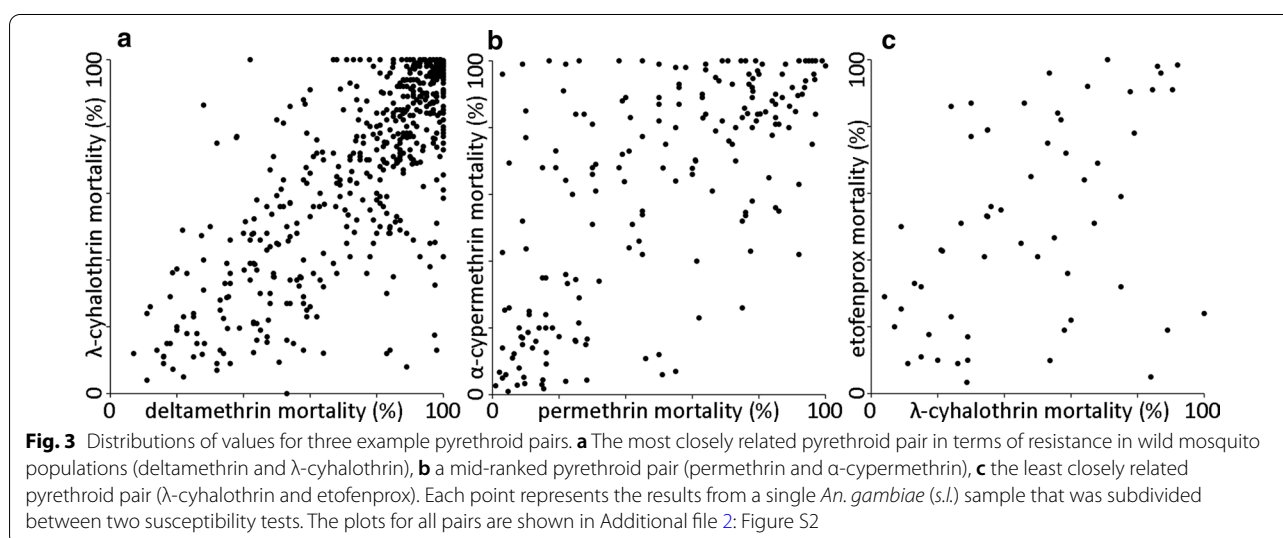 a
b
c
λ-cyhalothrin mortality (%)
0
100
deltamethrin mortality (%)
0
100
α-cypermethrin mortality (%)
0
100
permethrin mortality (%)
0
100
etofenprox mortality (%)
0
100
λ-cyhalothrin mortality (%)
0
100
Fig. 3 Distributions of values for three example pyrethroid pairs. a The most closely related pyrethroid pair in terms of resistance in wild mosquito
populations (deltamethrin and λ-cyhalothrin), b a mid-ranked pyrethroid pair (permethrin and α-cypermethrin), c the least closely related
pyrethroid pair (λ-cyhalothrin and etofenprox). Each point represents the results from a single An. gambiae (s.l.) sample that was subdivided
between two susceptibility tests. The plots for all pairs are shown in Additional file 2: Figure S2